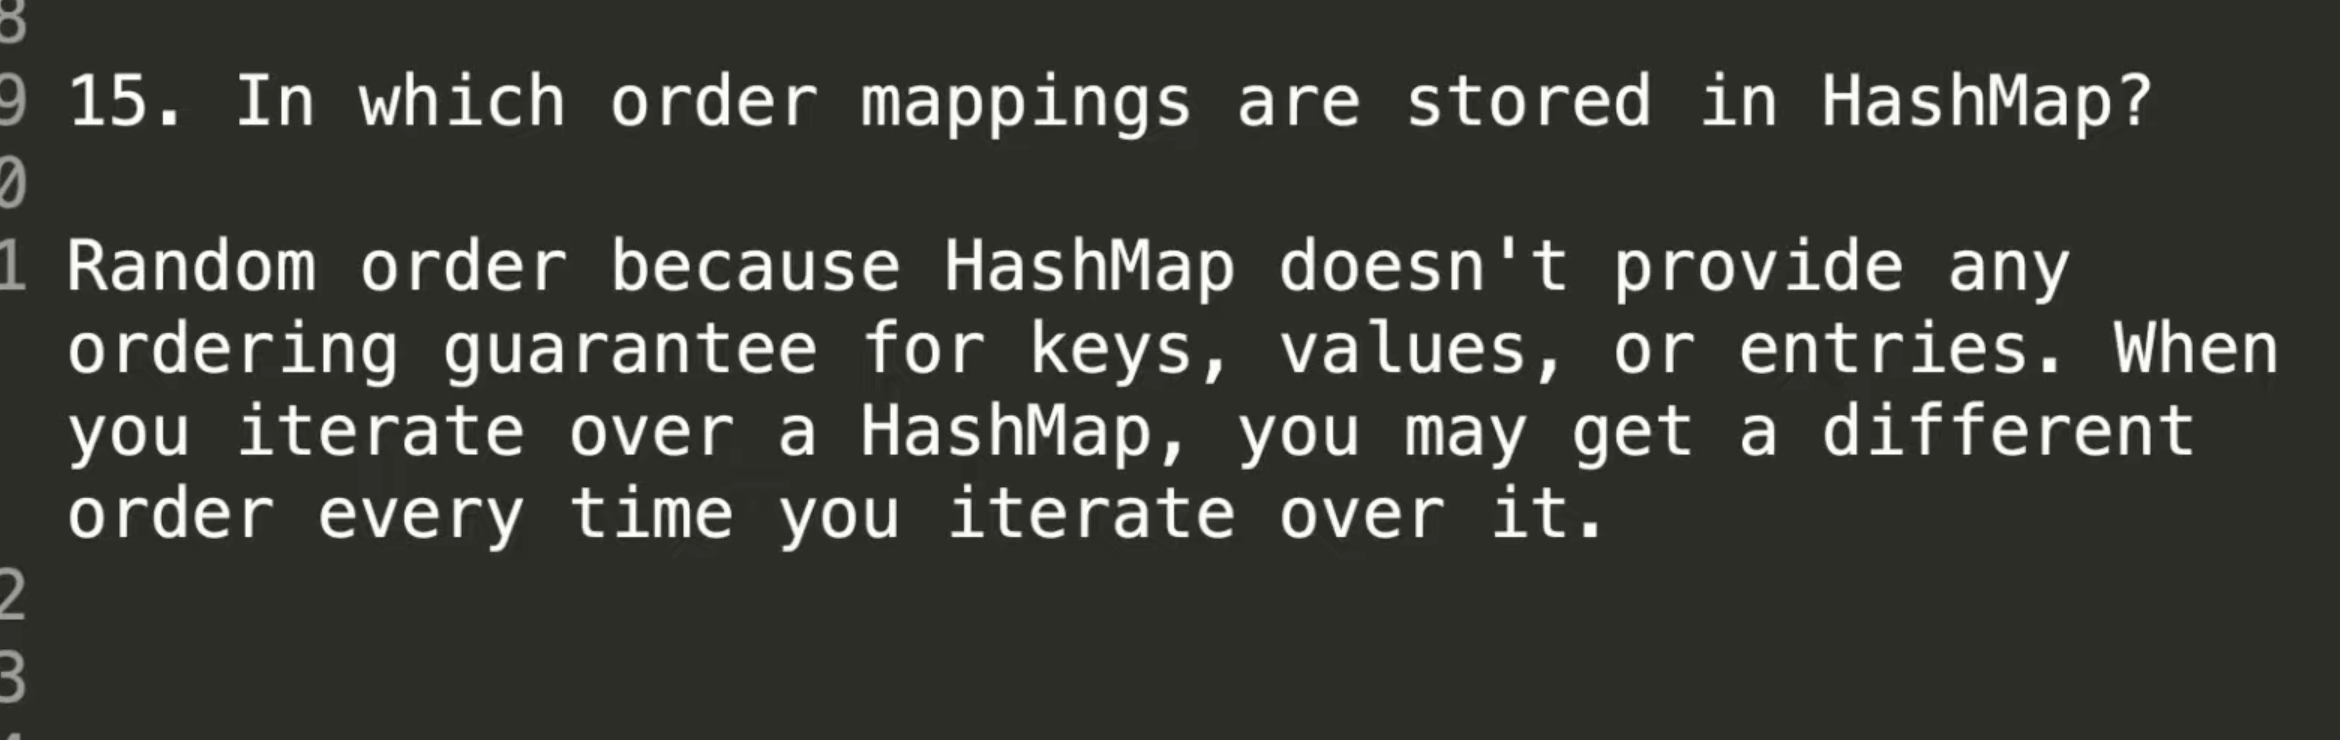 8
9 15. In which order mappings are stored in HashMap?
0
1 Random order because HashMap doesn't provide any
ordering guarantee for keys, values, or entries. When
you iterate over a HashMap, you may get a different
order every time you iterate over it.
2
3